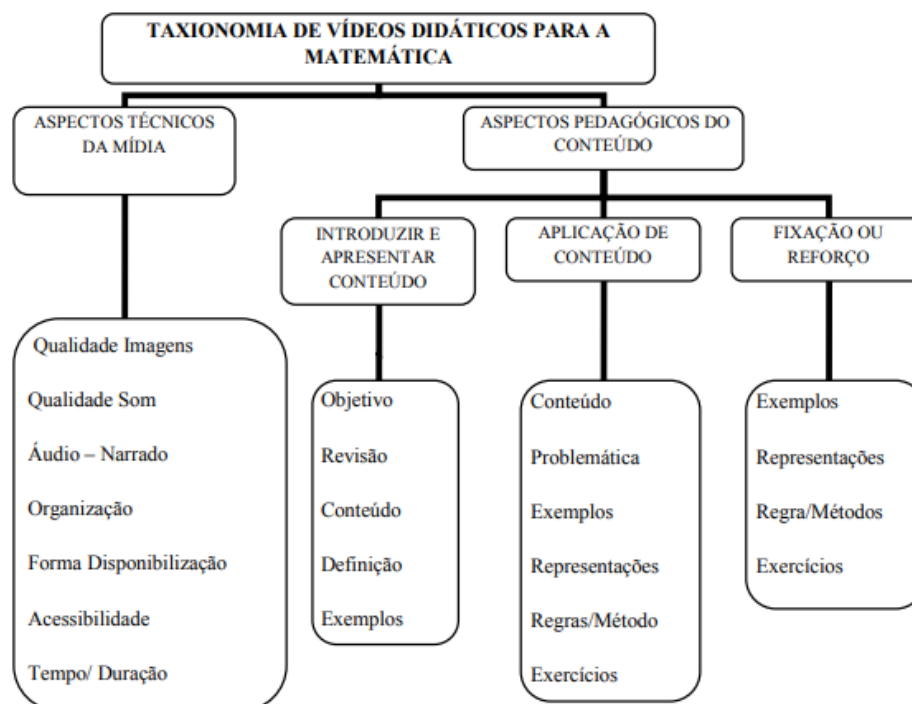 TAXIONOMIA DE VÍDEOS DIDÁTICOS PARA A
MATEMÁTICA
ASPECTOS TÉCNICOS
DA MÍDIA
ASPECTOS PEDAGÓGICOS DO
CONTEÚDO
INTRODUZIR E
APRESENTAR
CONTEÚDO
APLICAÇÃO DE
CONTEÚDO
FIXAÇÃO OU
REFORÇO
Qualidade Imagens
Qualidade Som
Áudio – Narrado
Organização
Forma Disponibilização
Acessibilidade
Tempo/ Duração
Objetivo
Revisão
Conteúdo
Definição
Exemplos
Conteúdo
Problemática
Exemplos
Representações
Regras/Método
Exercícios
Exemplos
Representações
Regra/Métodos
Exercícios